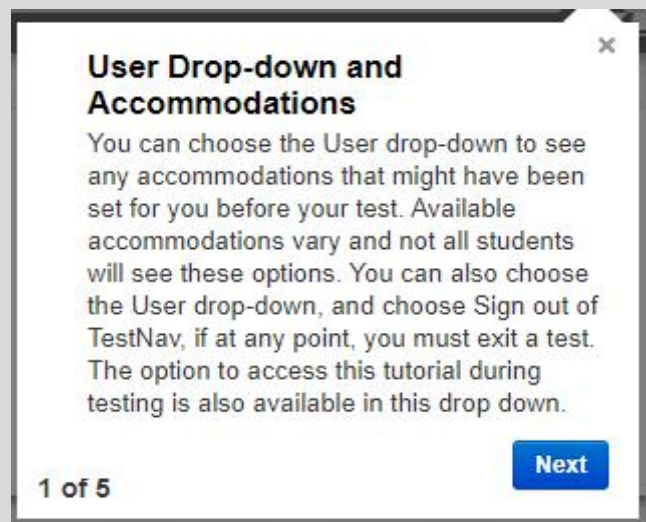 ×
User Drop-down and
Accommodations
You can choose the User drop-down to see
any accommodations that might have been
set for you before your test. Available
accommodations vary and not all students
will see these options. You can also choose
the User drop-down, and choose Sign out of
TestNav, if at any point, you must exit a test.
The option to access this tutorial during
testing is also available in this drop down.
Next
1 of 5